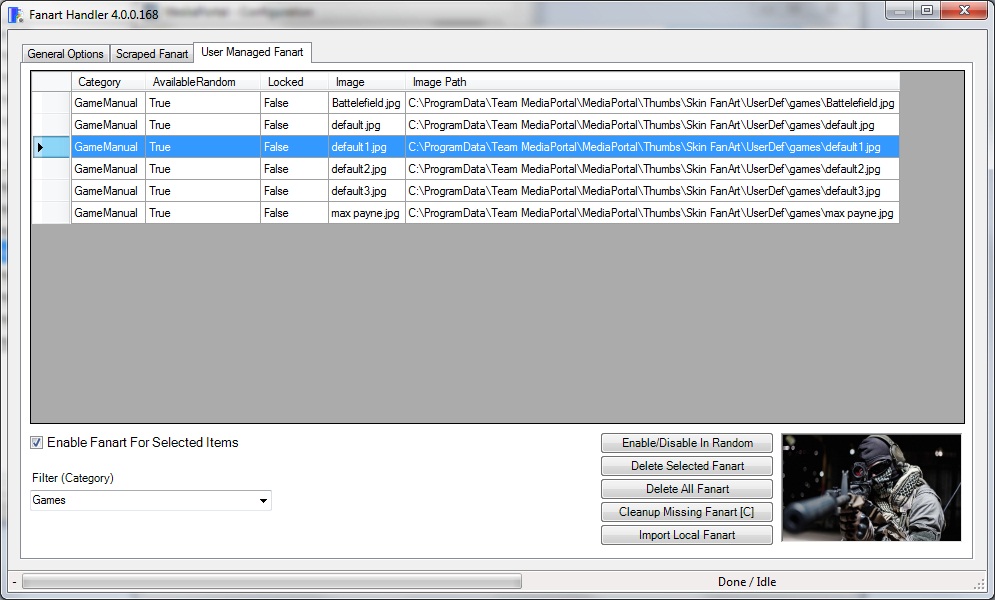 MediaPortal - Configuration
Fanart Handler 4.0.0.168
General Options Scraped Fanart User Managed Fanart
Category AvailableRandom Locked Image Image Path
GameManual True False Battelefield.jpg C:\ProgramData\Team MediaPortal\MediaPortal\Thumbs\Skin FanArt\UserDef\games\Battelefield.jpg
GameManual True False default.jpg C:\ProgramData\Team MediaPortal\MediaPortal\Thumbs\Skin FanArt\UserDef\games\default.jpg
GameManual True False default1.jpg C:\ProgramData\Team MediaPortal\MediaPortal\Thumbs\Skin FanArt\UserDef\games\default1.jpg
GameManual True False default2.jpg C:\ProgramData\Team MediaPortal\MediaPortal\Thumbs\Skin FanArt\UserDef\games\default2.jpg
GameManual True False default3.jpg C:\ProgramData\Team MediaPortal\MediaPortal\Thumbs\Skin FanArt\UserDef\games\default3.jpg
GameManual True False max payne.jpg C:\ProgramData\Team MediaPortal\MediaPortal\Thumbs\Skin FanArt\UserDef\games\max payne.jpg
Enable Fanart For Selected Items
Filter (Category)
Games
Enable/Disable In Random
Delete Selected Fanart
Delete All Fanart
Cleanup Missing Fanart [C]
Import Local Fanart
- Done / Idle